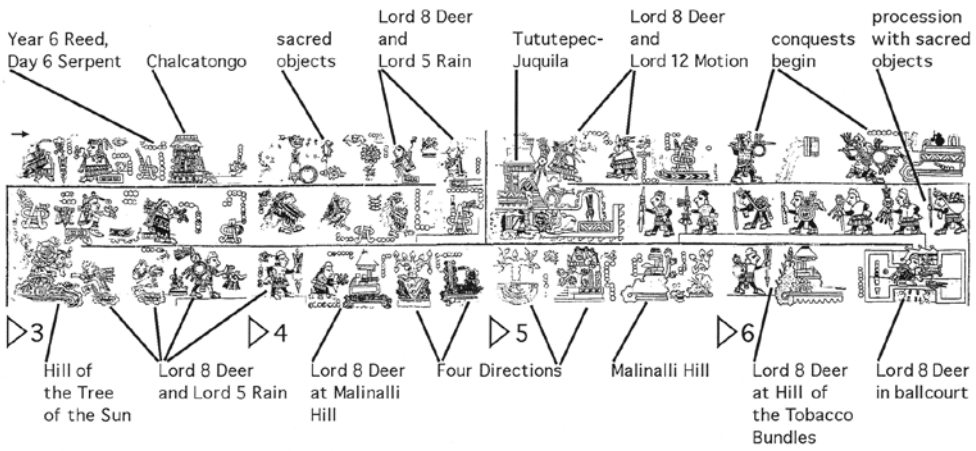 Year 6 Reed,
Day 6 Serpent
Chalcatongo
sacred
objects
Lord 8 Deer
and
Lord 5 Rain
Tututepec-
Juquila
Lord 8 Deer
and
Lord 12 Motion
conquests
begin
procession
with sacred
objects
3
4
5
6
Hill of
the Tree
of the Sun
Lord 8 Deer
and Lord 5 Rain
Lord 8 Deer
at Malinalli
Hill
Four Directions
Malinalli Hill
Lord 8 Deer
at Hill of
the Tobacco
Bundles
Lord 8 Deer
in ballcourt